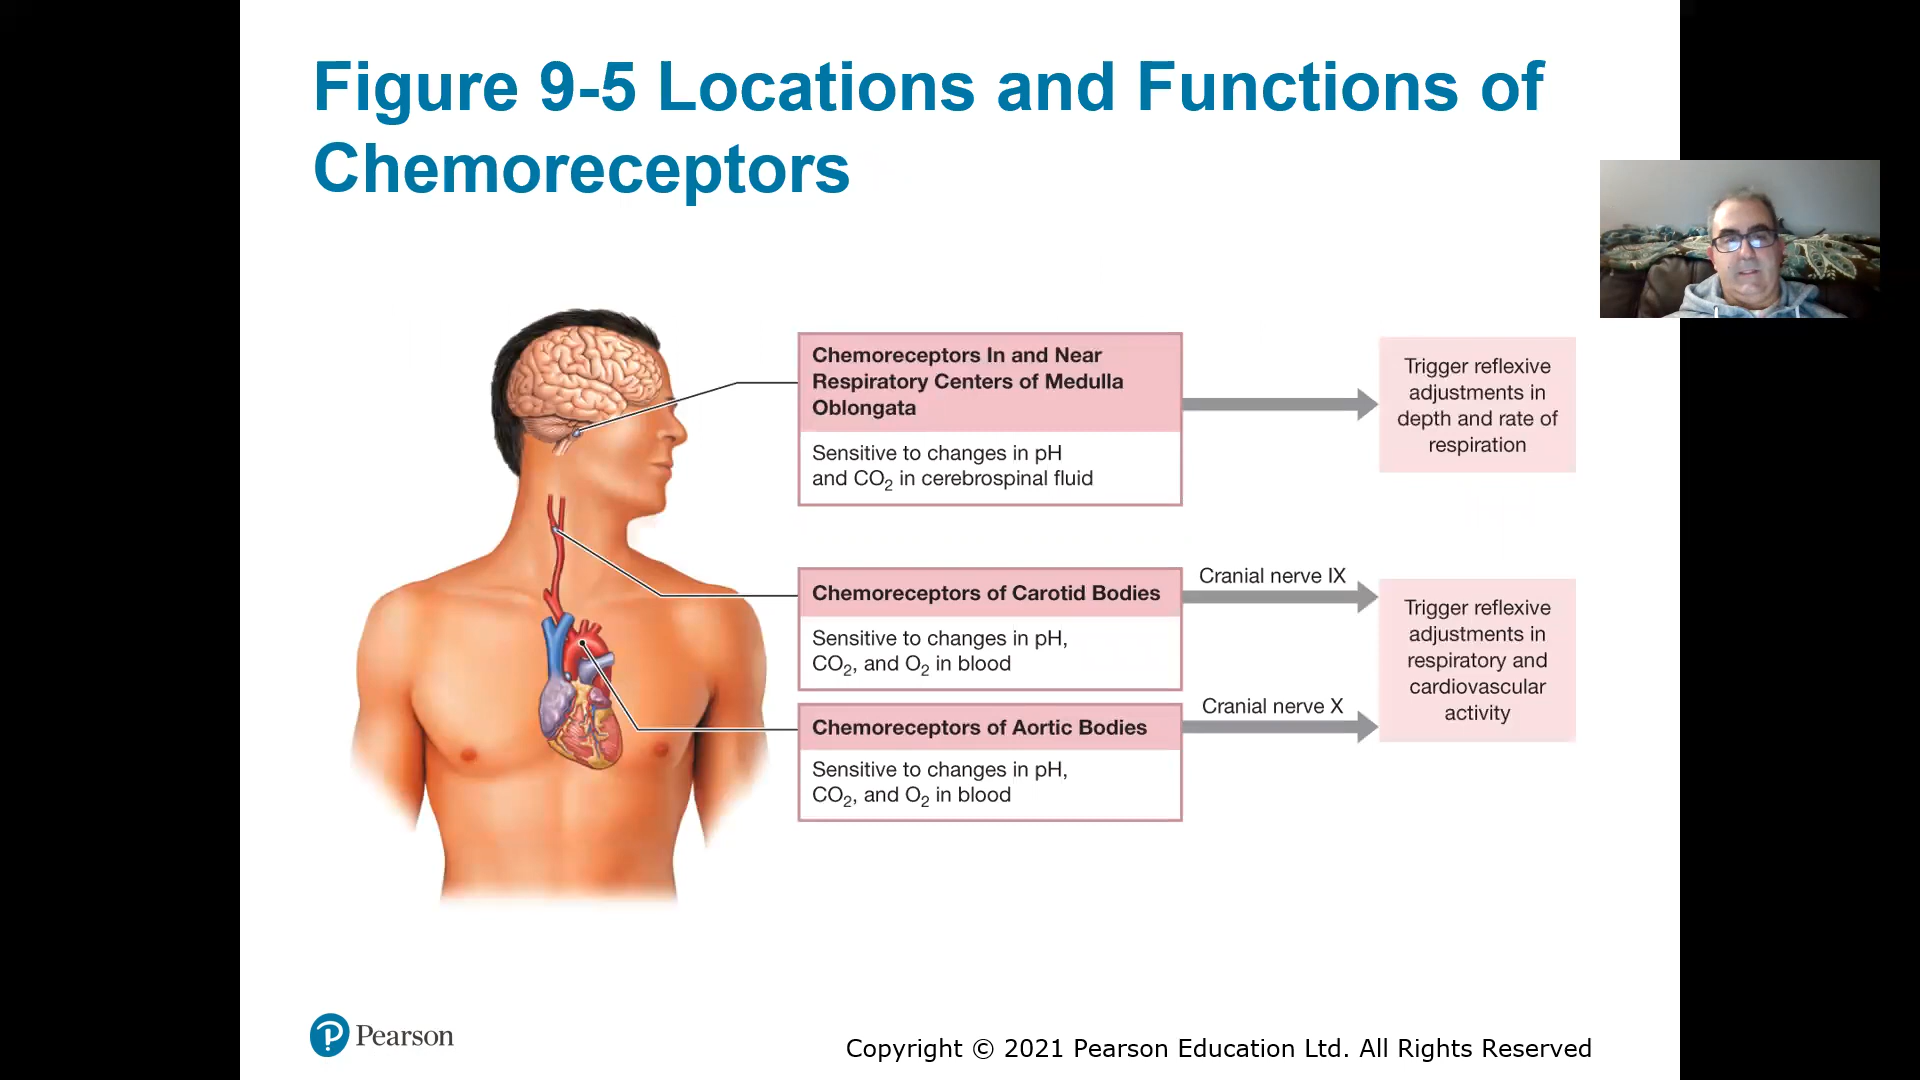 Figure 9-5 Locations and Functions of
Chemoreceptors
Chemoreceptors In and Near
Respiratory Centers of Medulla
Oblongata
Sensitive to changes in pH
and CO₂ in cerebrospinal fluid
Trigger reflexive
adjustments in
depth and rate of
respiration
Chemoreceptors of Carotid Bodies
Sensitive to changes in pH,
CO₂, and O₂ in blood
Cranial nerve IX
Chemoreceptors of Aortic Bodies
Sensitive to changes in pH,
CO₂, and O₂ in blood
Cranial nerve X
Trigger reflexive
adjustments in
respiratory and
cardiovascular
activity
Pearson
Copyright © 2021 Pearson Education Ltd. All Rights Reserved